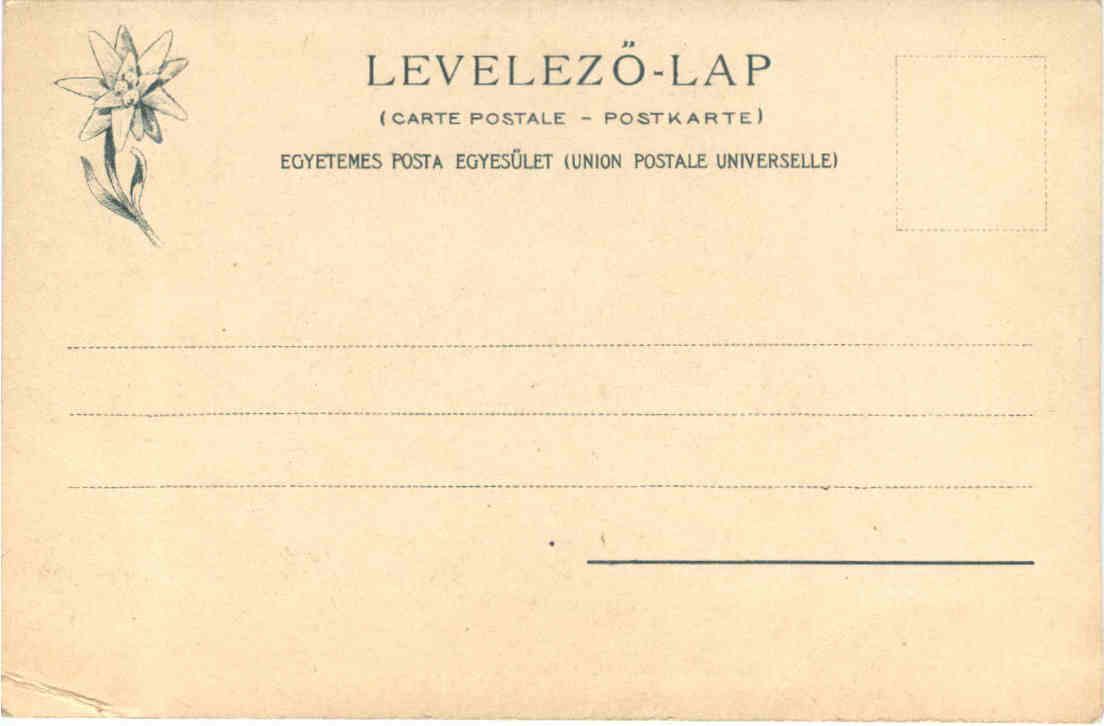 LEVELEZŐ-LAP
(CARTE POSTALE – POSTKARTE)
EGYETEMES POSTA EGYESÜLET (UNION POSTALE UNIVERSELLE)